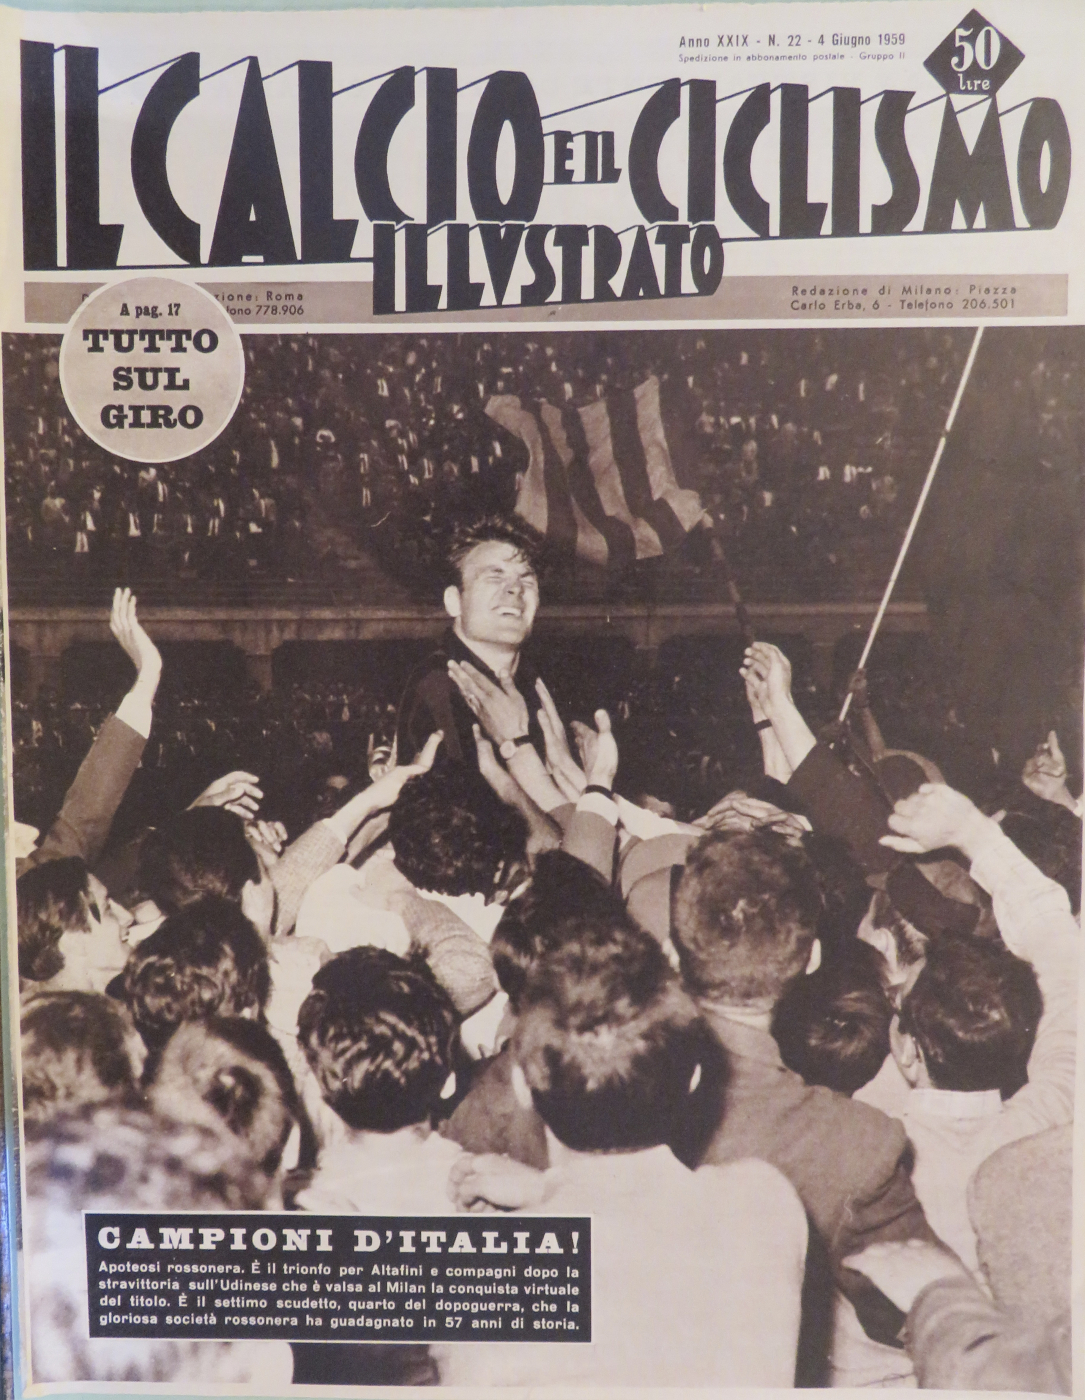 Anno XXIX - N. 22 - 4 Giugno 1959
Spedizione in abbonamento postale - Gruppo II
50
lire
IL CALCIO E IL CICLISMO
ILLVSTRATO
zione: Roma
fono 778.906
Redazione di Milano: Piazza
Carlo Erba, 6 - Telefono 206.501
A pag. 17
TUTTO
SUL
GIRO
CAMPIONI D'ITALIA!
Apoteosi rossonera. È il trionfo per Altafini e compagni dopo la
stravittoria sull'Udinese che è valsa al Milan la conquista virtuale
del titolo. È il settimo scudetto, quarto del dopoguerra, che la
gloriosa società rossonera ha guadagnato in 57 anni di storia.